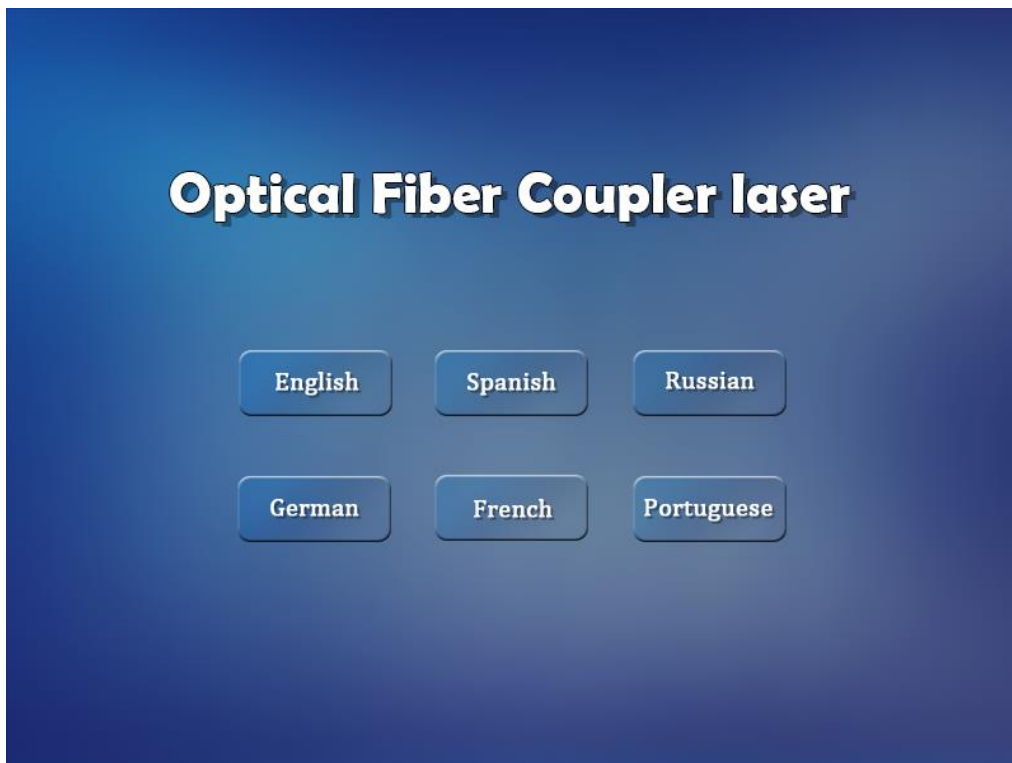 Optical Fiber Coupler laser
English Spanish Russian
German French Portuguese